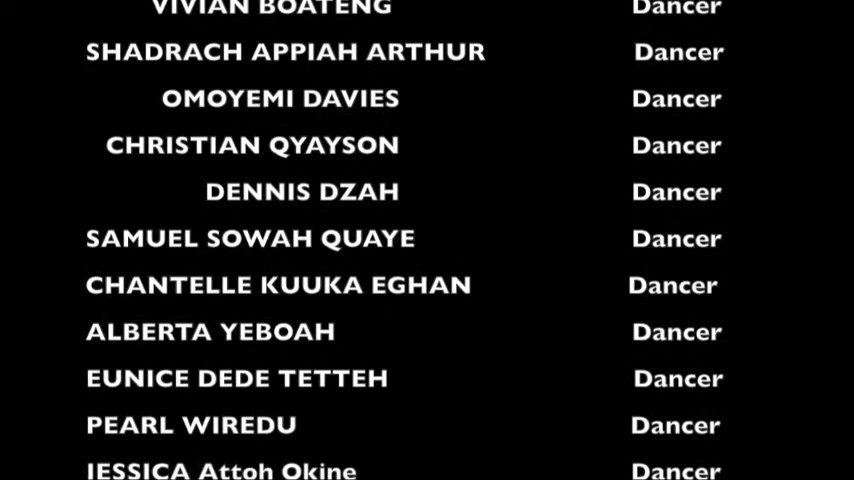 VIVIAN BOATENG Dancer
SHADRACH APPIAH ARTHUR Dancer
OMOYEMI DAVIES Dancer
CHRISTIAN QYAYSON Dancer
DENNIS DZAH Dancer
SAMUEL SOWAH QUAYE Dancer
CHANTELLE KUUKA EGHAN Dancer
ALBERTA YEBOAH Dancer
EUNICE DEDE TETTEH Dancer
PEARL WIREDU Dancer
JESSICA Attoh Okine Dancer